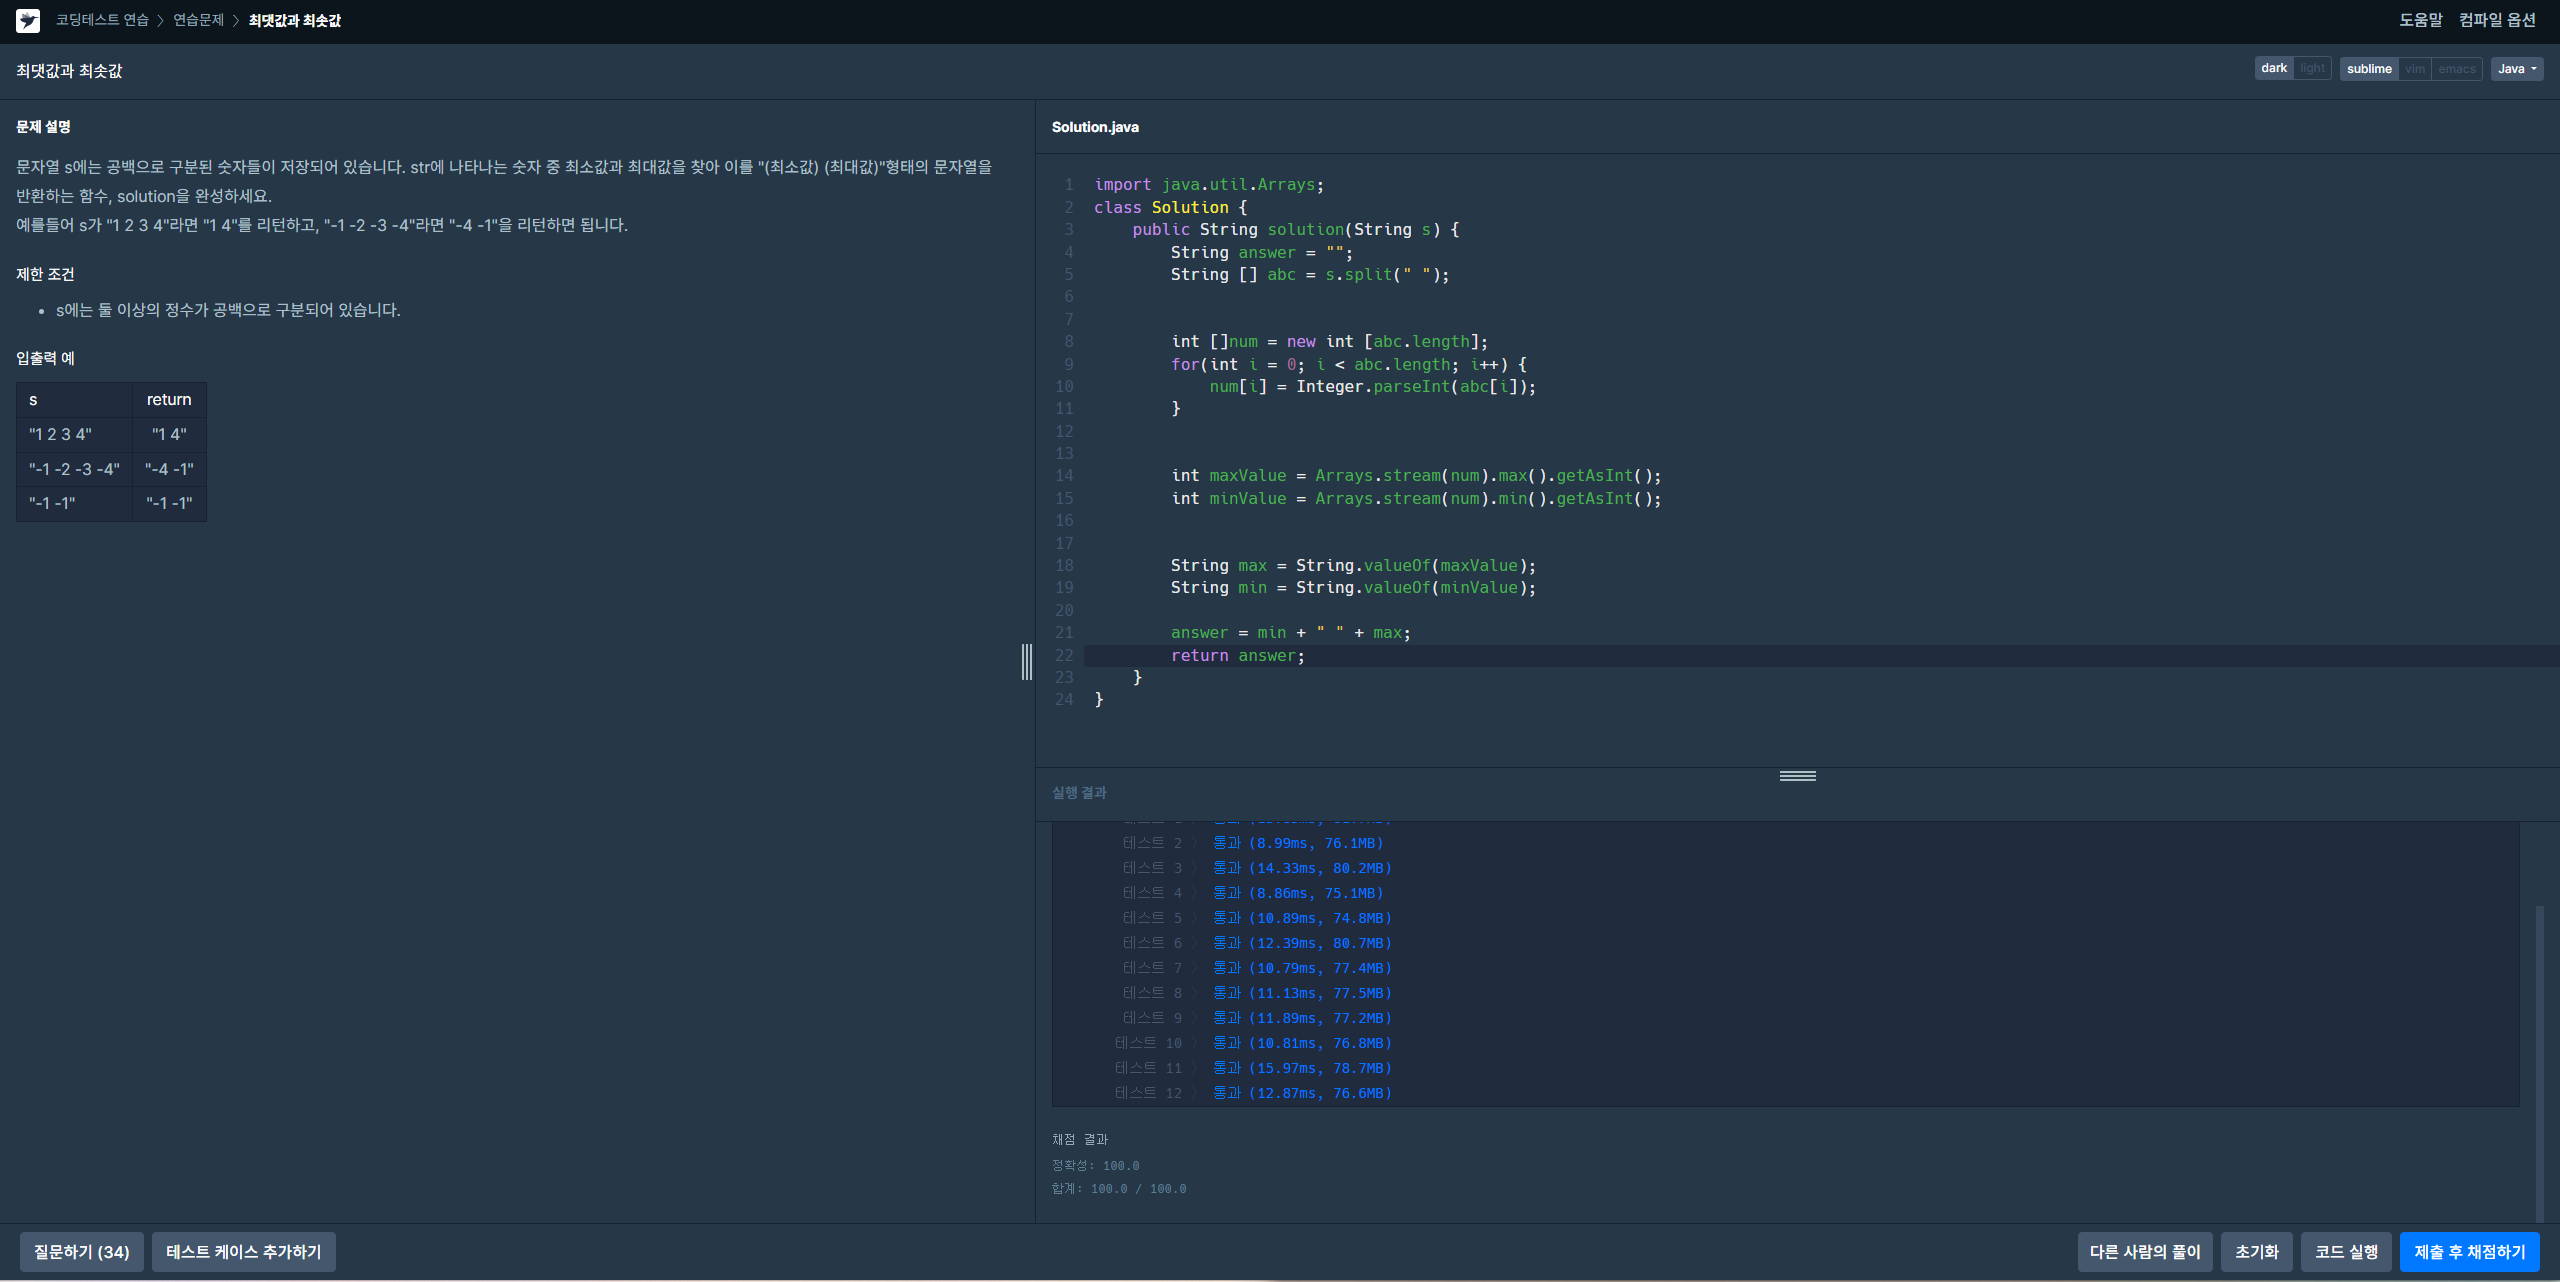 코딩테스트 연습 > 연습문제 > 최댓값과 최솟값
도움말 컴파일 옵션
최댓값과 최솟값
dark light sublime vim emacs Java
문제 설명
문자열 s에는 공백으로 구분된 숫자들이 저장되어 있습니다. str에 나타나는 숫자 중 최소값과 최대값을 찾아 이를 "(최소값) (최대값)"형태의 문자열을
반환하는 함수, solution을 완성하세요.
예를들어 s가 "1 2 3 4"라면 "1 4"를 리턴하고, "-1 -2 -3 -4"라면 "-4 -1"을 리턴하면 됩니다.
제한 조건
• s에는 둘 이상의 정수가 공백으로 구분되어 있습니다.
입출력 예
s return
"1 2 3 4" "1 4"
"-1 -2 -3 -4" "-4 -1"
"-1 -1" "-1 -1"
Solution.java
1 import java.util.Arrays;
2 class Solution {
3 public String solution(String s) {
4 String answer = "";
5 String [] abc = s.split(" ");
6
7
8 int []num = new int [abc.length];
9 for(int i = 0; i < abc.length; i++) {
10 num[i] = Integer.parseInt(abc[i]);
11 }
12
13
14 int maxValue = Arrays.stream(num).max().getAsInt();
15 int minValue = Arrays.stream(num).min().getAsInt();
16
17
18 String max = String.valueOf(maxValue);
19 String min = String.valueOf(minValue);
20
21 answer = min + " " + max;
22 return answer;
23 }
24 }
실행 결과
테스트 2 〉 통과 (8.99ms, 76.1MB)
테스트 3 〉 통과 (14.33ms, 80.2MB)
테스트 4 〉 통과 (8.86ms, 75.1MB)
테스트 5 〉 통과 (10.89ms, 74.8MB)
테스트 6 〉 통과 (12.39ms, 80.7MB)
테스트 7 〉 통과 (10.79ms, 77.4MB)
테스트 8 〉 통과 (11.13ms, 77.5MB)
테스트 9 〉 통과 (11.89ms, 77.2MB)
테스트 10 〉 통과 (10.81ms, 76.8MB)
테스트 11 〉 통과 (15.97ms, 78.7MB)
테스트 12 〉 통과 (12.87ms, 76.6MB)
채점 결과
정확성: 100.0
합계: 100.0 / 100.0
질문하기 (34) 테스트 케이스 추가하기
다른 사람의 풀이 초기화 코드 실행 제출 후 채점하기